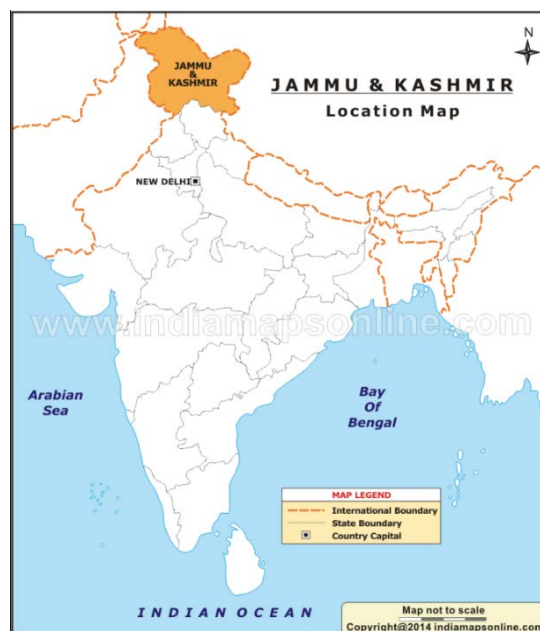 N
JAMMU & KASHMIR
Location Map
JAMMU
&
KASHMIR
NEW DELHI
www.indiamapsonline.com
Arabian
Sea
Bay
Of
Bengal
MAP LEGEND
International Boundary
State Boundary
Country Capital
INDIAN OCEAN
Map not to scale
Copyright@2014 indiamapsonline.com